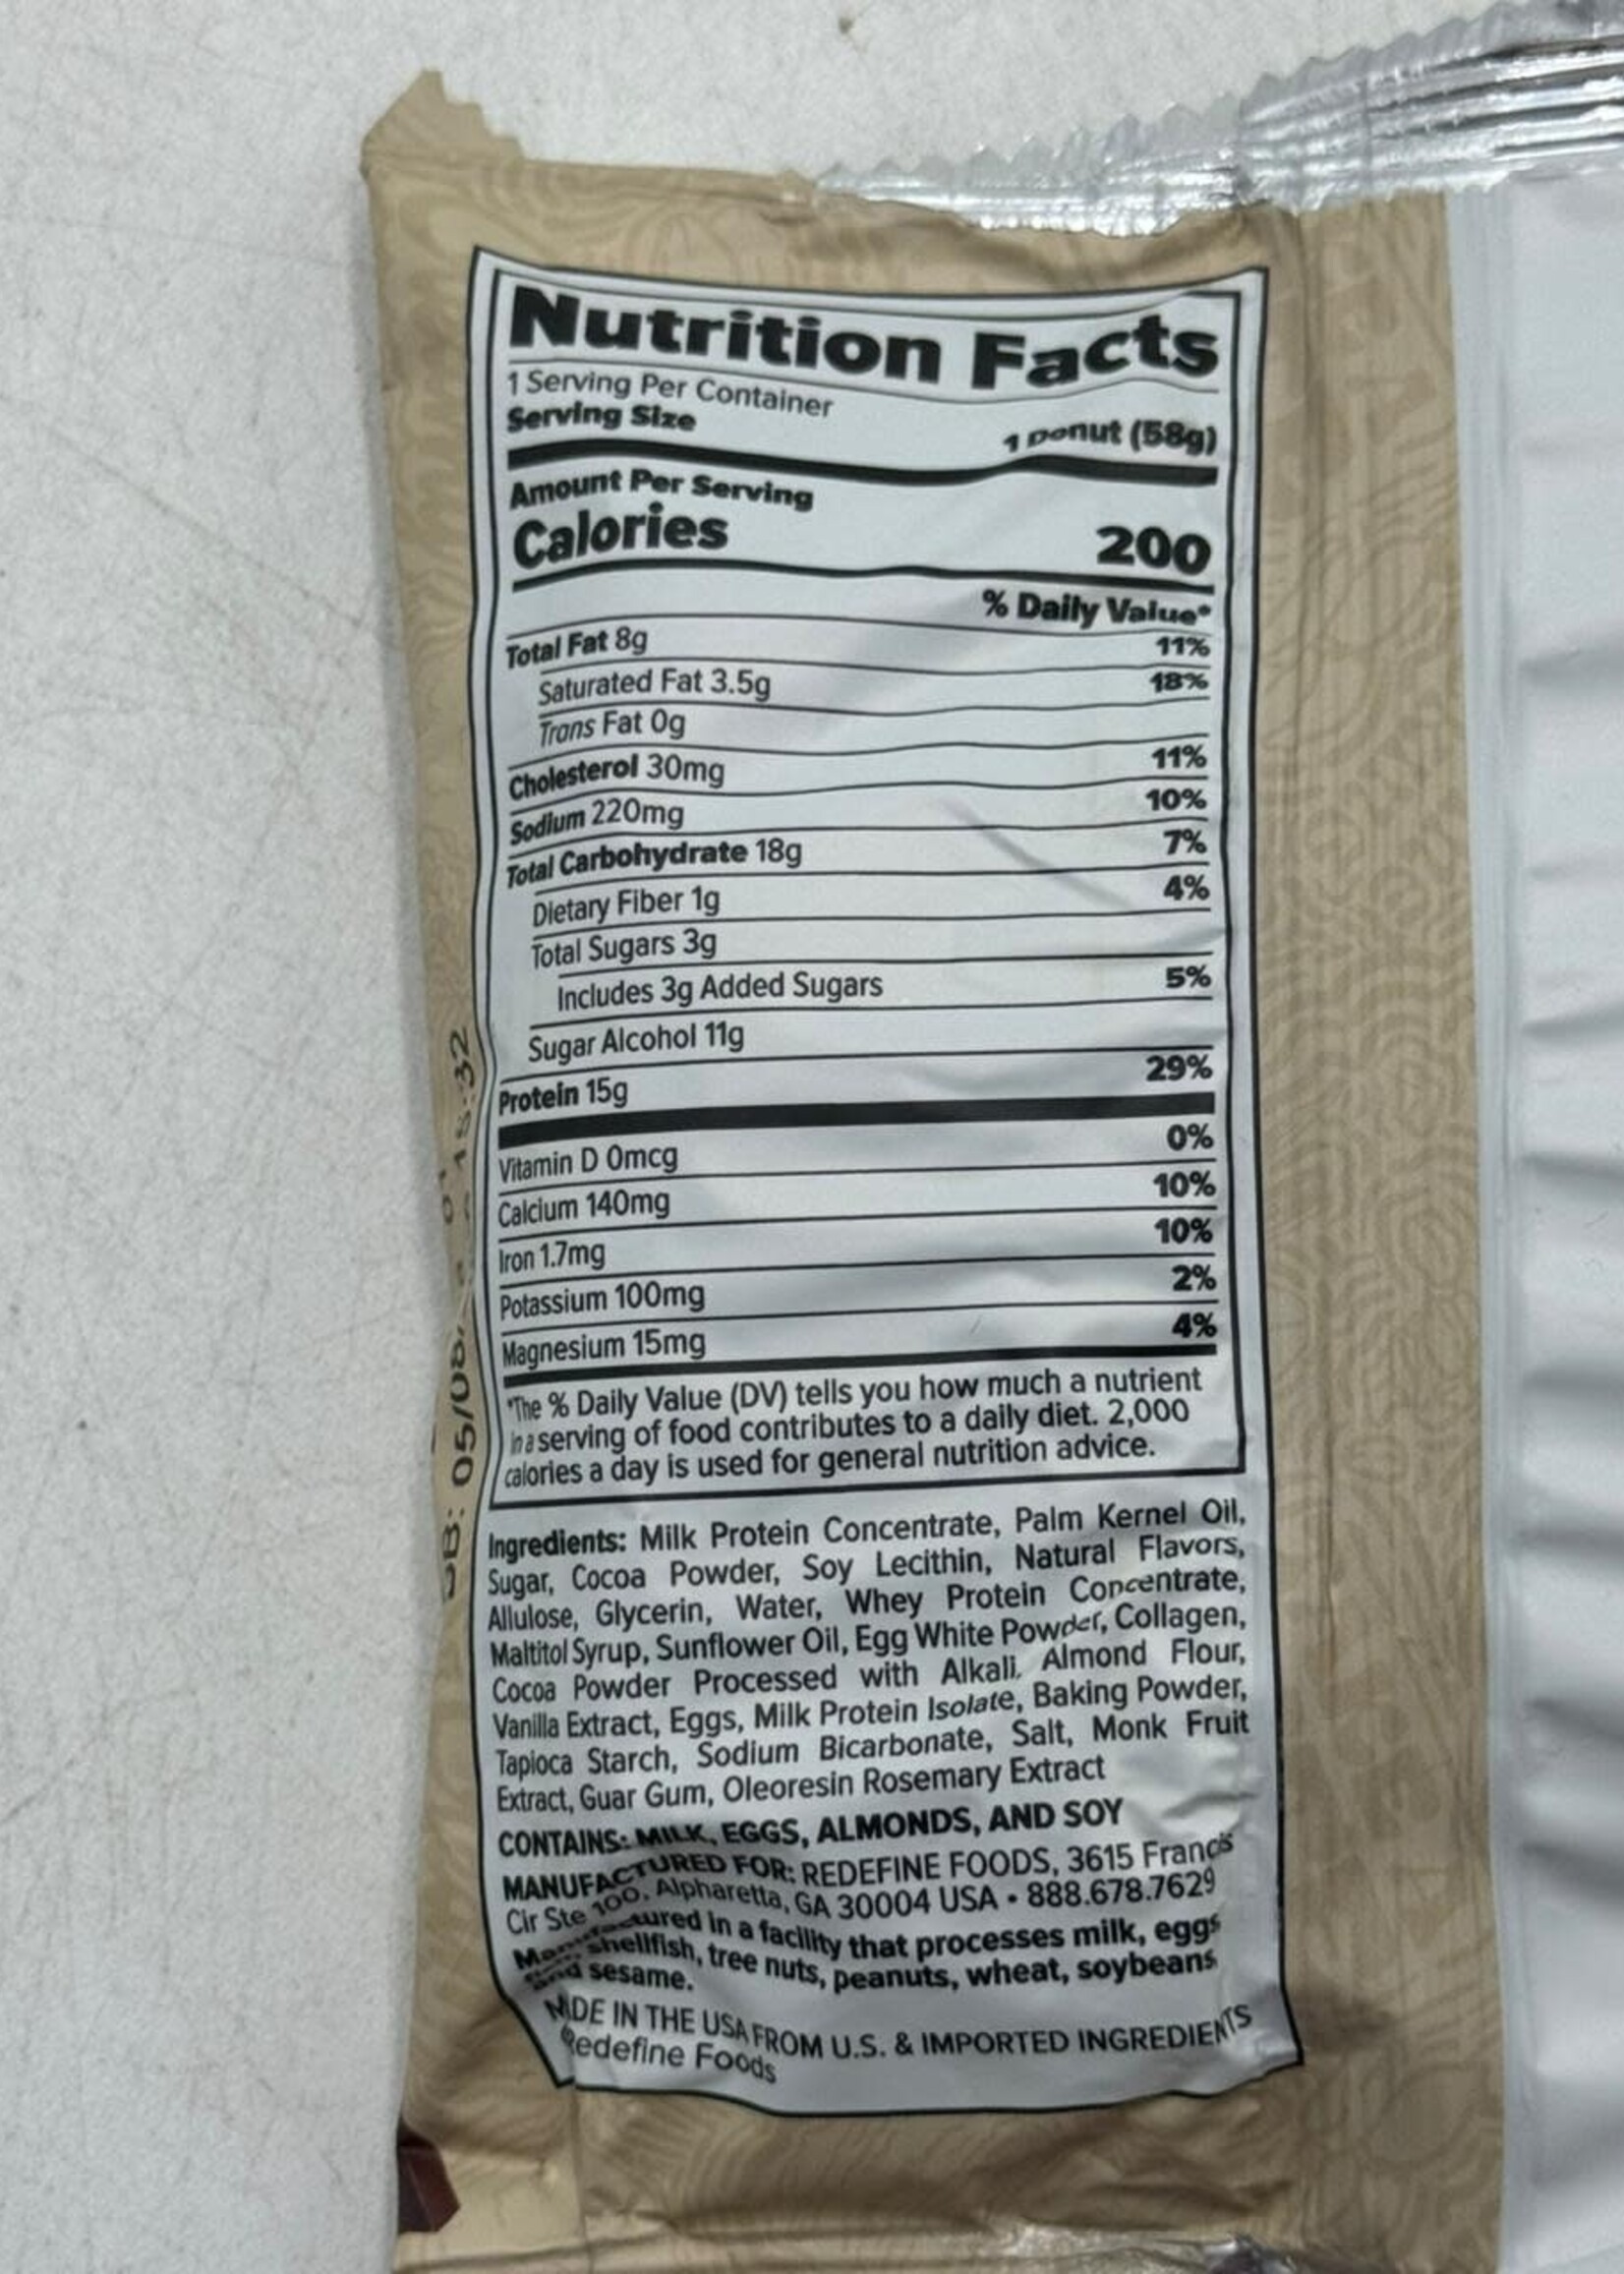 Nutrition Facts
1 Serving Per Container
Serving Size 1 Donut (58g)
Amount Per Serving
Calories 200
% Daily Value*
Total Fat 8g 11%
Saturated Fat 3.5g 18%
Trans Fat 0g
Cholesterol 30mg 11%
Sodium 220mg 10%
Total Carbohydrate 18g 7%
Dietary Fiber 1g 4%
Total Sugars 3g
Includes 3g Added Sugars 5%
Sugar Alcohol 11g
Protein 15g 29%
Vitamin D 0mcg 0%
Calcium 140mg 10%
Iron 1.7mg 10%
Potassium 100mg 2%
Magnesium 15mg 4%
*The % Daily Value (DV) tells you how much a nutrient
in a serving of food contributes to a daily diet. 2,000
calories a day is used for general nutrition advice.
Ingredients: Milk Protein Concentrate, Palm Kernel Oil,
Sugar, Cocoa Powder, Soy Lecithin, Natural Flavors,
Allulose, Glycerin, Water, Whey Protein Concentrate,
Maltitol Syrup, Sunflower Oil, Egg White Powder, Collagen,
Cocoa Powder Processed with Alkali, Almond Flour,
Vanilla Extract, Eggs, Milk Protein Isolate, Baking Powder,
Tapioca Starch, Sodium Bicarbonate, Salt, Monk Fruit
Extract, Guar Gum, Oleoresin Rosemary Extract
CONTAINS: MILK, EGGS, ALMONDS, AND SOY
MANUFACTURED FOR: REDEFINE FOODS, 3615 Francis
Cir Ste 100, Alpharetta, GA 30004 USA • 888.678.7629
Manufactured in a facility that processes milk, eggs
shellfish, tree nuts, peanuts, wheat, soybeans
and sesame.
MADE IN THE USA FROM U.S. & IMPORTED INGREDIENTS
Redefine Foods
05/08/